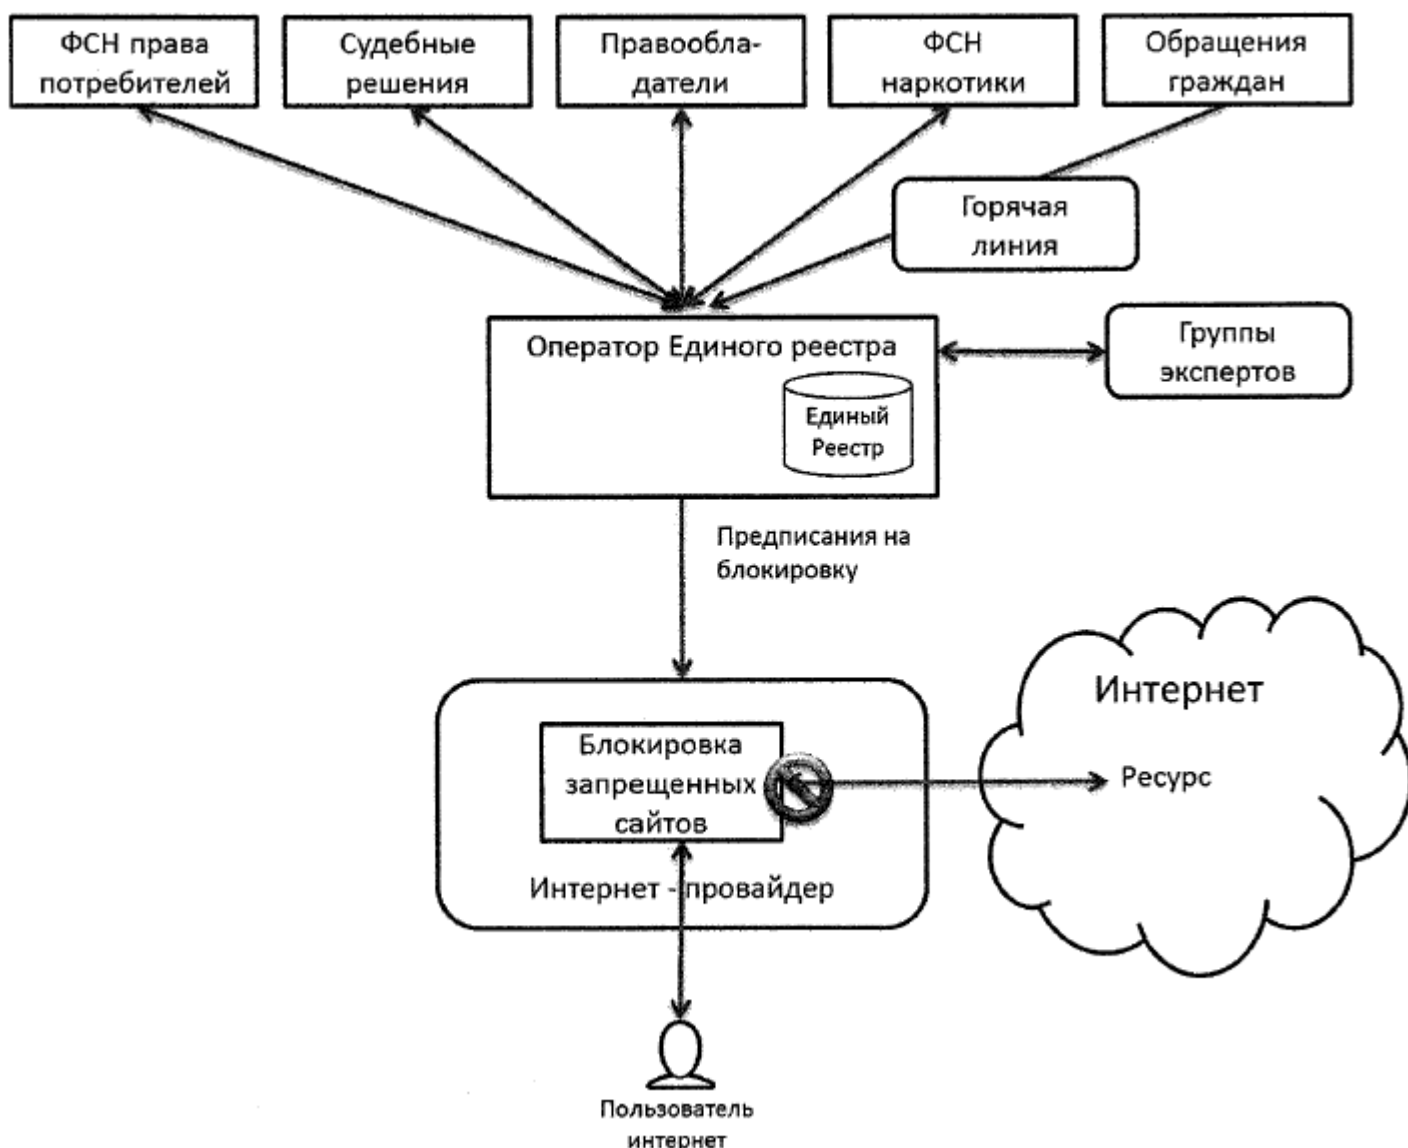 ФСН права
потребителей
Судебные
решения
Правообла-
датели
ФСН
наркотики
Обращения
граждан
Горячая
линия
Оператор Единого реестра
Группы
экспертов
Единый
Реестр
Предписания на
блокировку
Интернет
Ресурс
Блокировка
запрещенных
сайтов
Интернет - провайдер
Пользователь
интернет